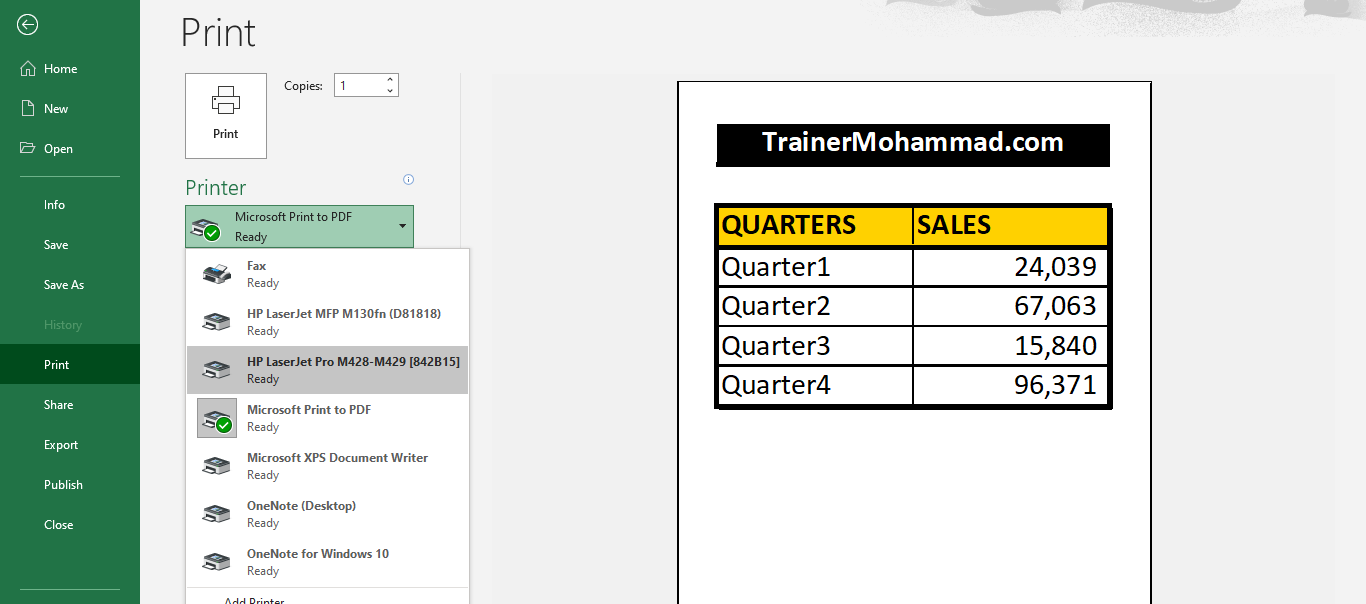 Print
Home
New
Open
Info
Save
Save As
History
Print
Share
Export
Publish
Close
Print
Copies: 1
Printer
Microsoft Print to PDF
Ready
Fax
Ready
HP LaserJet MFP M130fn (D81818)
Ready
HP LaserJet Pro M428-M429 [842B15]
Ready
Microsoft Print to PDF
Ready
Microsoft XPS Document Writer
Ready
OneNote (Desktop)
Ready
OneNote for Windows 10
Ready
Add Printer
TrainerMohammad.com
QUARTERS SALES
Quarter1 24,039
Quarter2 67,063
Quarter3 15,840
Quarter4 96,371